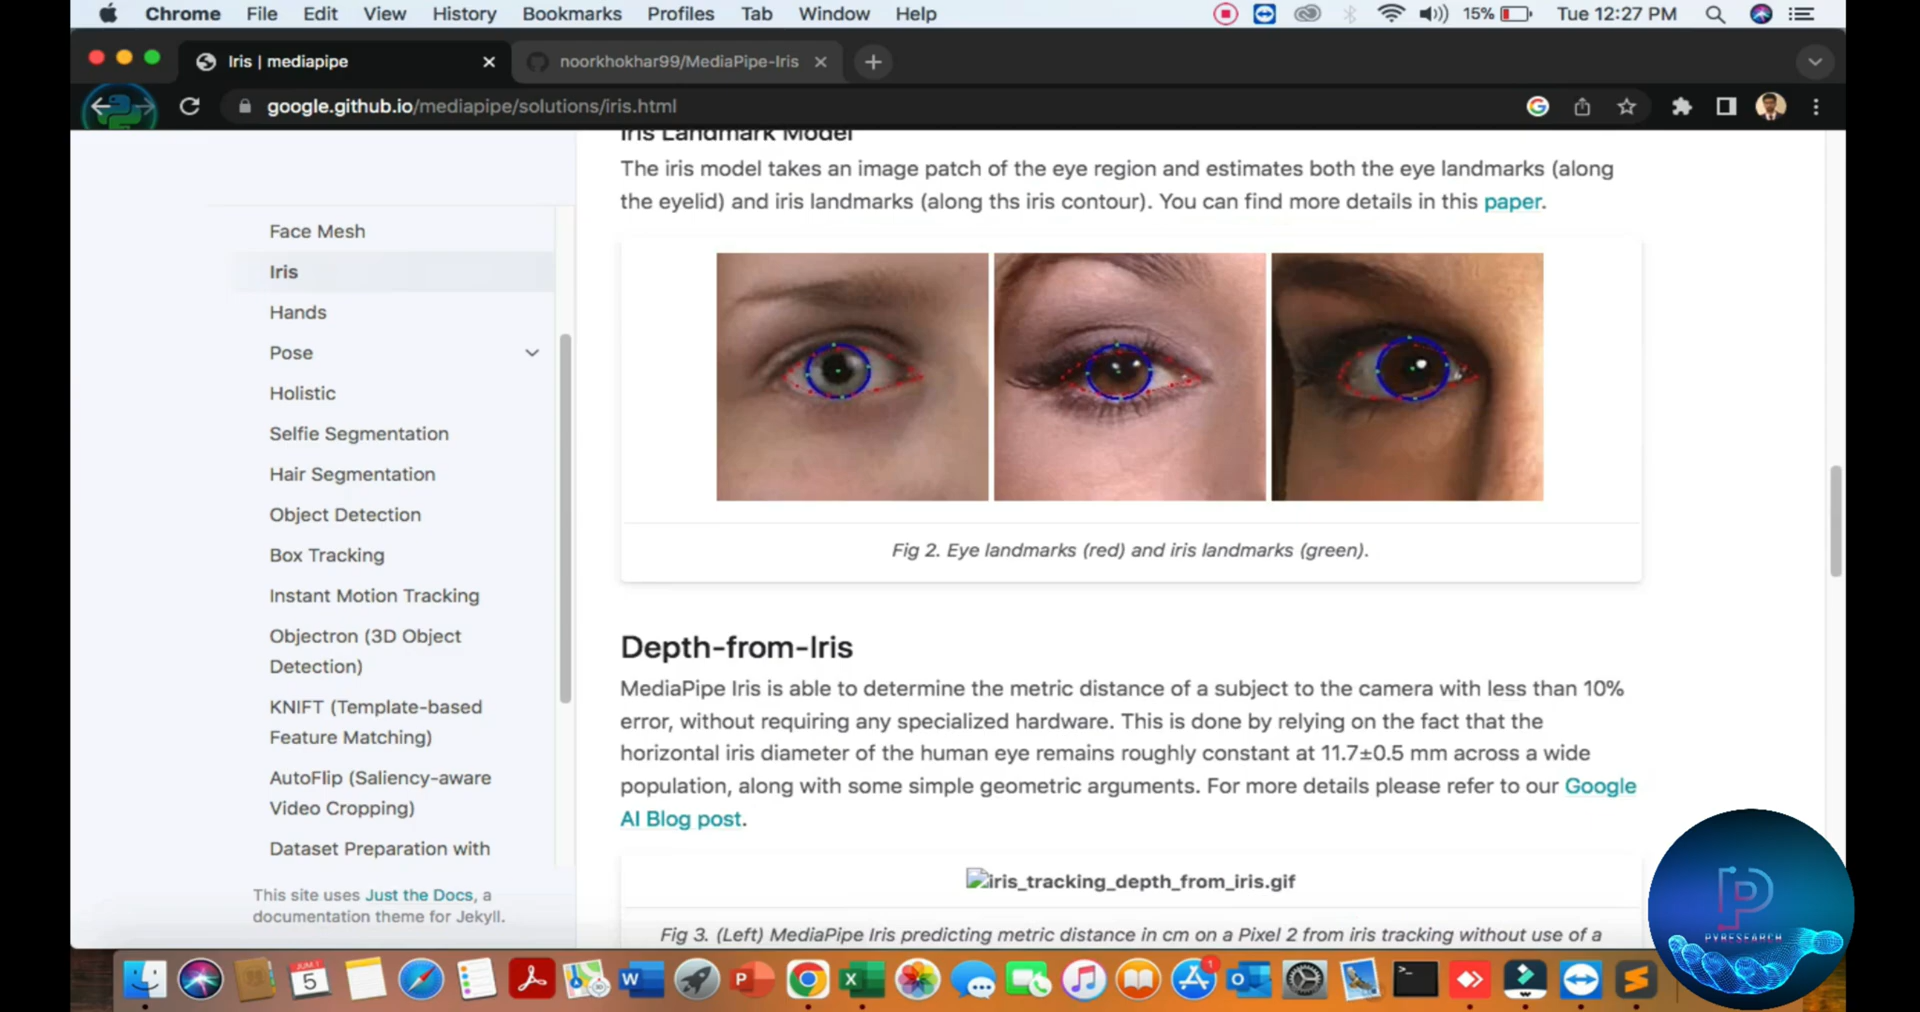 Chrome File Edit View History Bookmarks Profiles Tab Window Help 15% Tue 12:27 PM
Iris | mediapipe noorkhokhar99/MediaPipe-Iris
google.github.io/mediapipe/solutions/iris.html
Face Mesh
Iris
Hands
Pose
Holistic
Selfie Segmentation
Hair Segmentation
Object Detection
Box Tracking
Instant Motion Tracking
Objectron (3D Object
Detection)
KNIFT (Template-based
Feature Matching)
AutoFlip (Saliency-aware
Video Cropping)
Dataset Preparation with
This site uses Just the Docs, a
documentation theme for Jekyll.
Iris Landmark Model
The iris model takes an image patch of the eye region and estimates both the eye landmarks (along
the eyelid) and iris landmarks (along ths iris contour). You can find more details in this paper.
Fig 2. Eye landmarks (red) and iris landmarks (green).
Depth-from-Iris
MediaPipe Iris is able to determine the metric distance of a subject to the camera with less than 10%
error, without requiring any specialized hardware. This is done by relying on the fact that the
horizontal iris diameter of the human eye remains roughly constant at 11.7±0.5 mm across a wide
population, along with some simple geometric arguments. For more details please refer to our Google
AI Blog post.
iris_tracking_depth_from_iris.gif
Fig 3. (Left) MediaPipe Iris predicting metric distance in cm on a Pixel 2 from iris tracking without use of a
PYRESEARCH
5
1